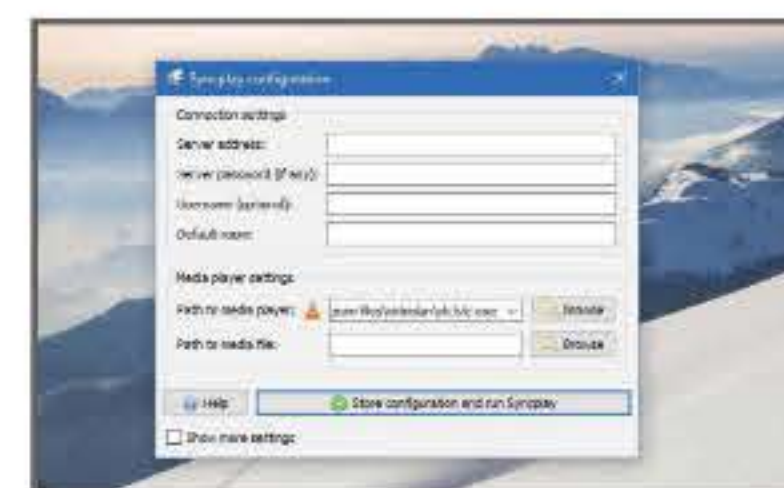 Syncplay configuration
Connection settings
Server address:
Server password (if any):
Username (optional):
Default room:
Media player settings
Path to media player:
Browse
Path to media file:
Browse
Help
Store configuration and run Syncplay
Show more settings